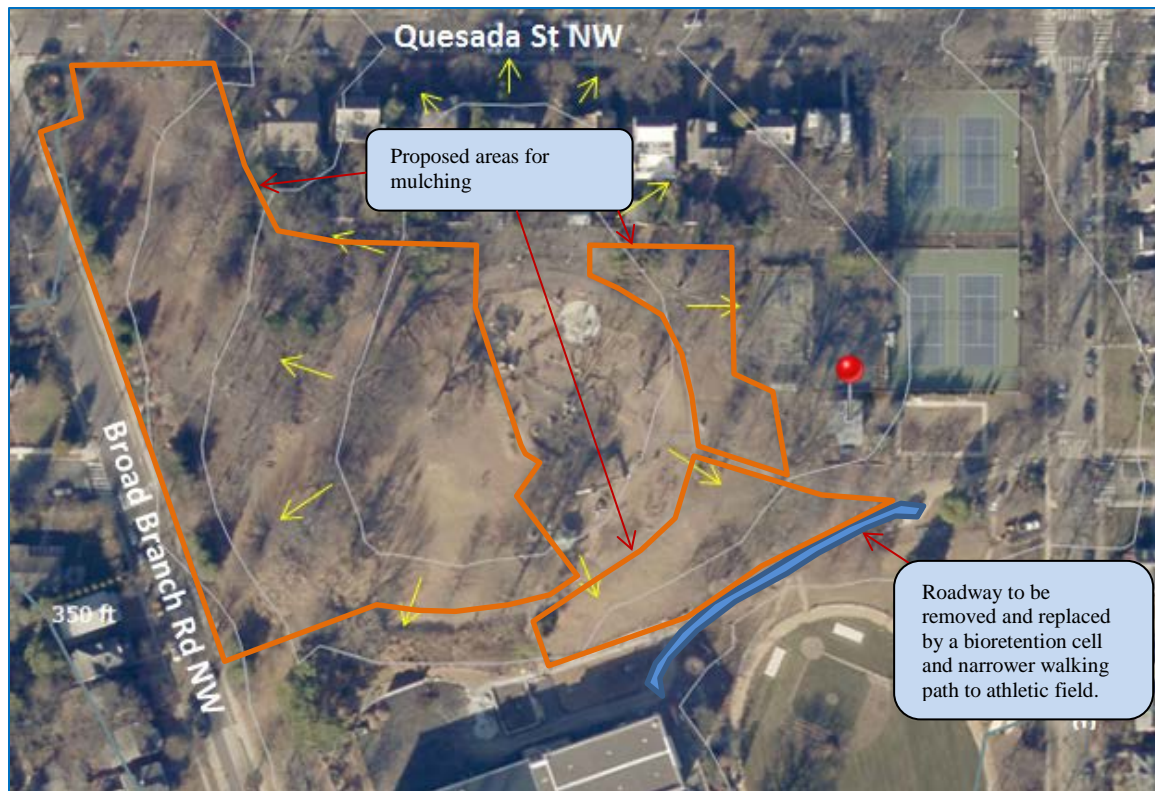 Quesada St NW
Proposed areas for
mulching
Broad Branch Rd, NW
350 ft
Roadway to be
removed and replaced
by a bioretention cell
and narrower walking
path to athletic field.